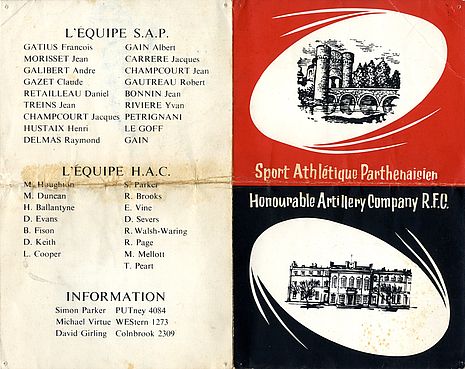 L'ÉQUIPE S.A.P.
GATIUS Francois GAIN Albert
MORISSET Jean CARRERE Jacques
GALIBERT Andre CHAMPCOURT Jean
GAZET Claude GAUTREAU Robert
RETAILLEAU Daniel BONNIN Jean
TREINS Jean RIVIERE Yvan
CHAMPCOURT Jacques PETRIGNANI
HUSTAIX Henri LE GOFF
DELMAS Raymond GAIN
L'ÉQUIPE H.A.C.
M. Houghton S. Parker
M. Duncan R. Brooks
H. Ballantyne E. Vine
D. Evans D. Severs
B. Fison R. Walsh-Waring
D. Keith R. Page
L. Cooper M. Mellott
T. Peart
INFORMATION
Simon Parker PUTney 4084
Michael Virtue WEStern 1273
David Girling Colnbrook 2309
Sport Athlétique Parthenaisien
Honourable Artillery Company R.F.C.